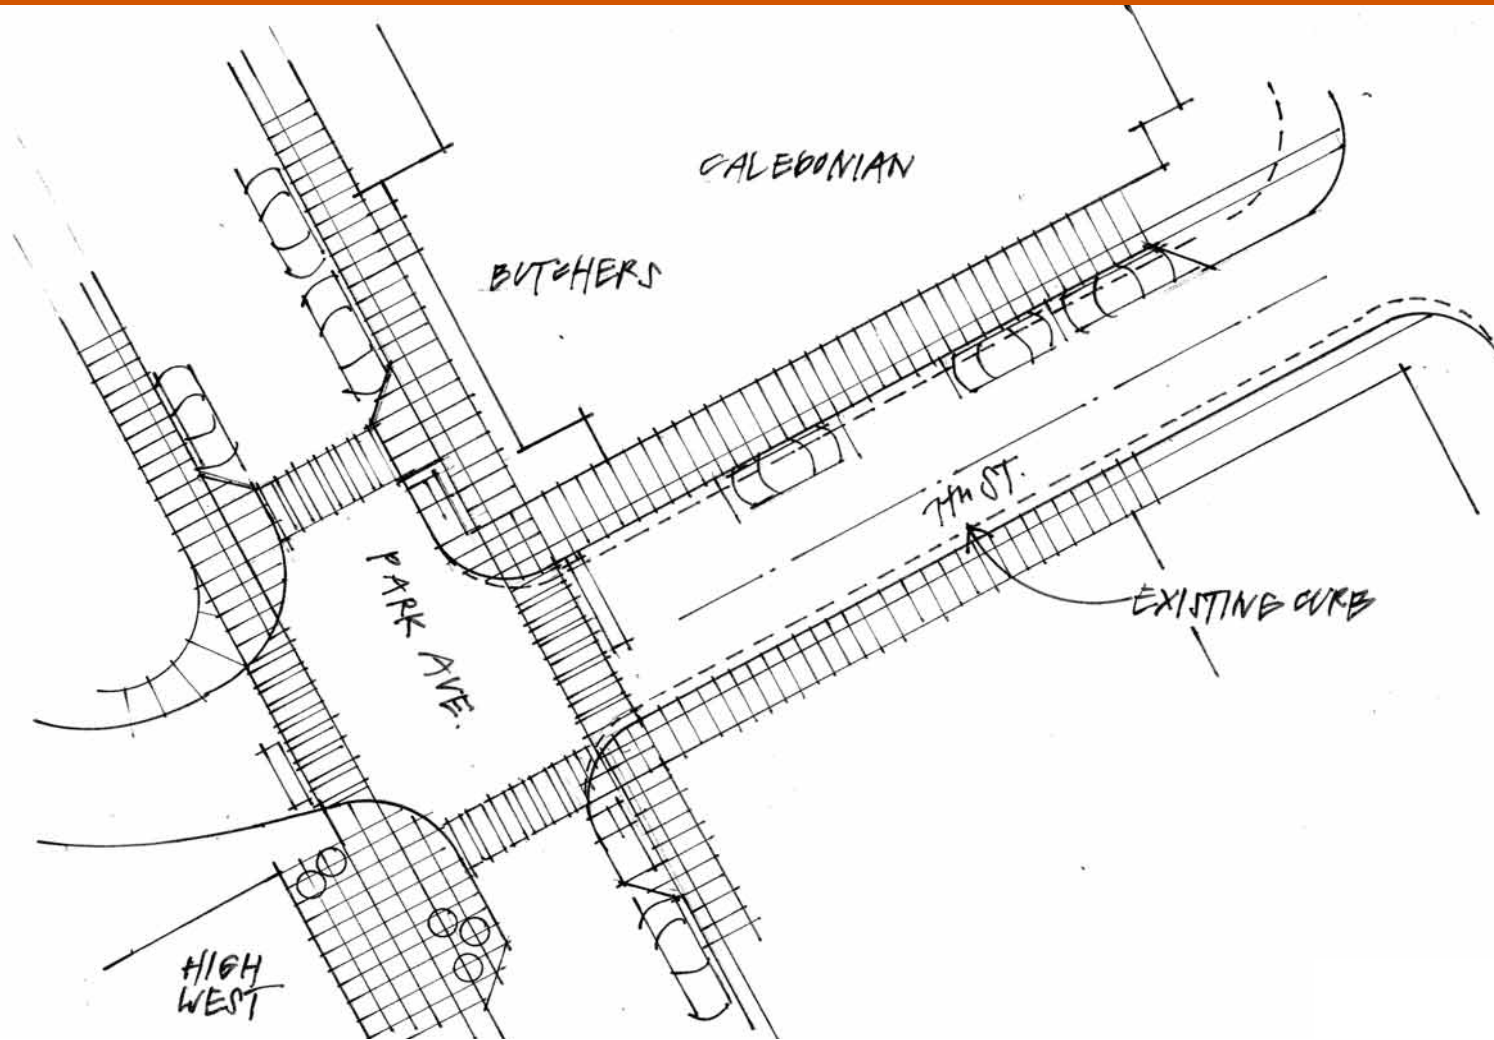 CALEDONIAN
BUTCHERS
7TH ST.
EXISTING CURB
PARK AVE.
HIGH
WEST